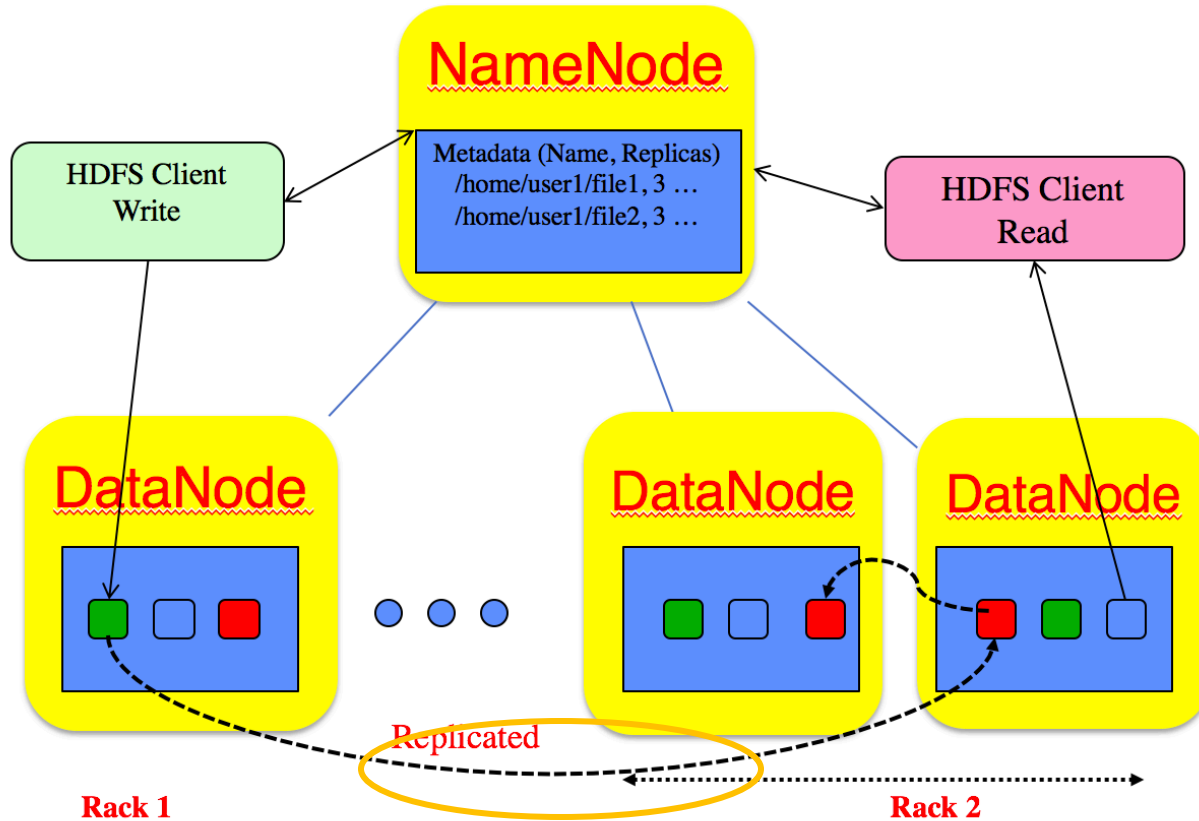 NameNode
Metadata (Name, Replicas)
/home/user1/file1, 3 …
/home/user1/file2, 3 …
HDFS Client
Write
HDFS Client
Read
DataNode
DataNode
DataNode
Replicated
Rack 1
Rack 2